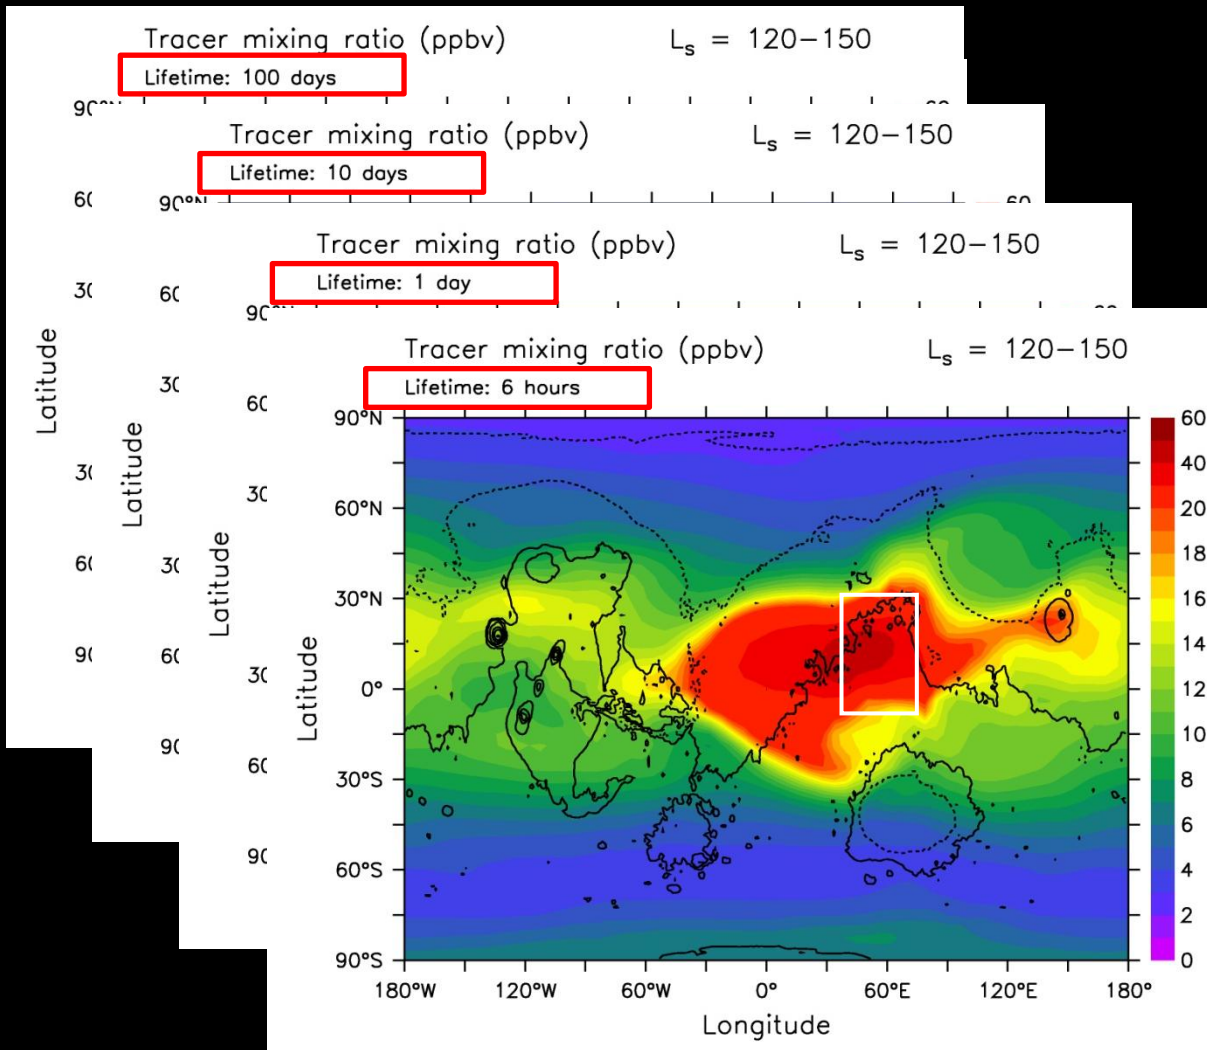 Tracer mixing ratio (ppbv) Lₛ = 120−150
Lifetime: 100 days
Tracer mixing ratio (ppbv) Lₛ = 120−150
Lifetime: 10 days
60
90°N 60
Tracer mixing ratio (ppbv) Lₛ = 120−150
Lifetime: 1 day
Tracer mixing ratio (ppbv) Lₛ = 120−150
Lifetime: 6 hours
Latitude
Latitude
Latitude
Latitude
90°N
60°N
30°N
0°
30°S
60°S
90°S
180°W 120°W 60°W 0° 60°E 120°E 180°
Longitude
60
40
20
18
16
14
12
10
8
6
4
2
0